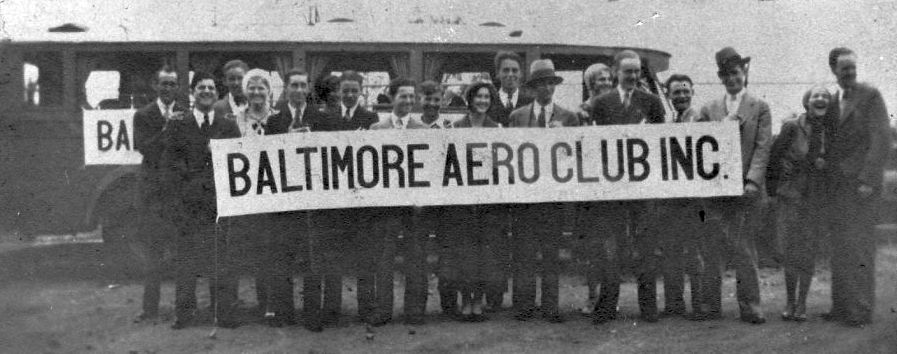 BA
BALTIMORE AERO CLUB INC.